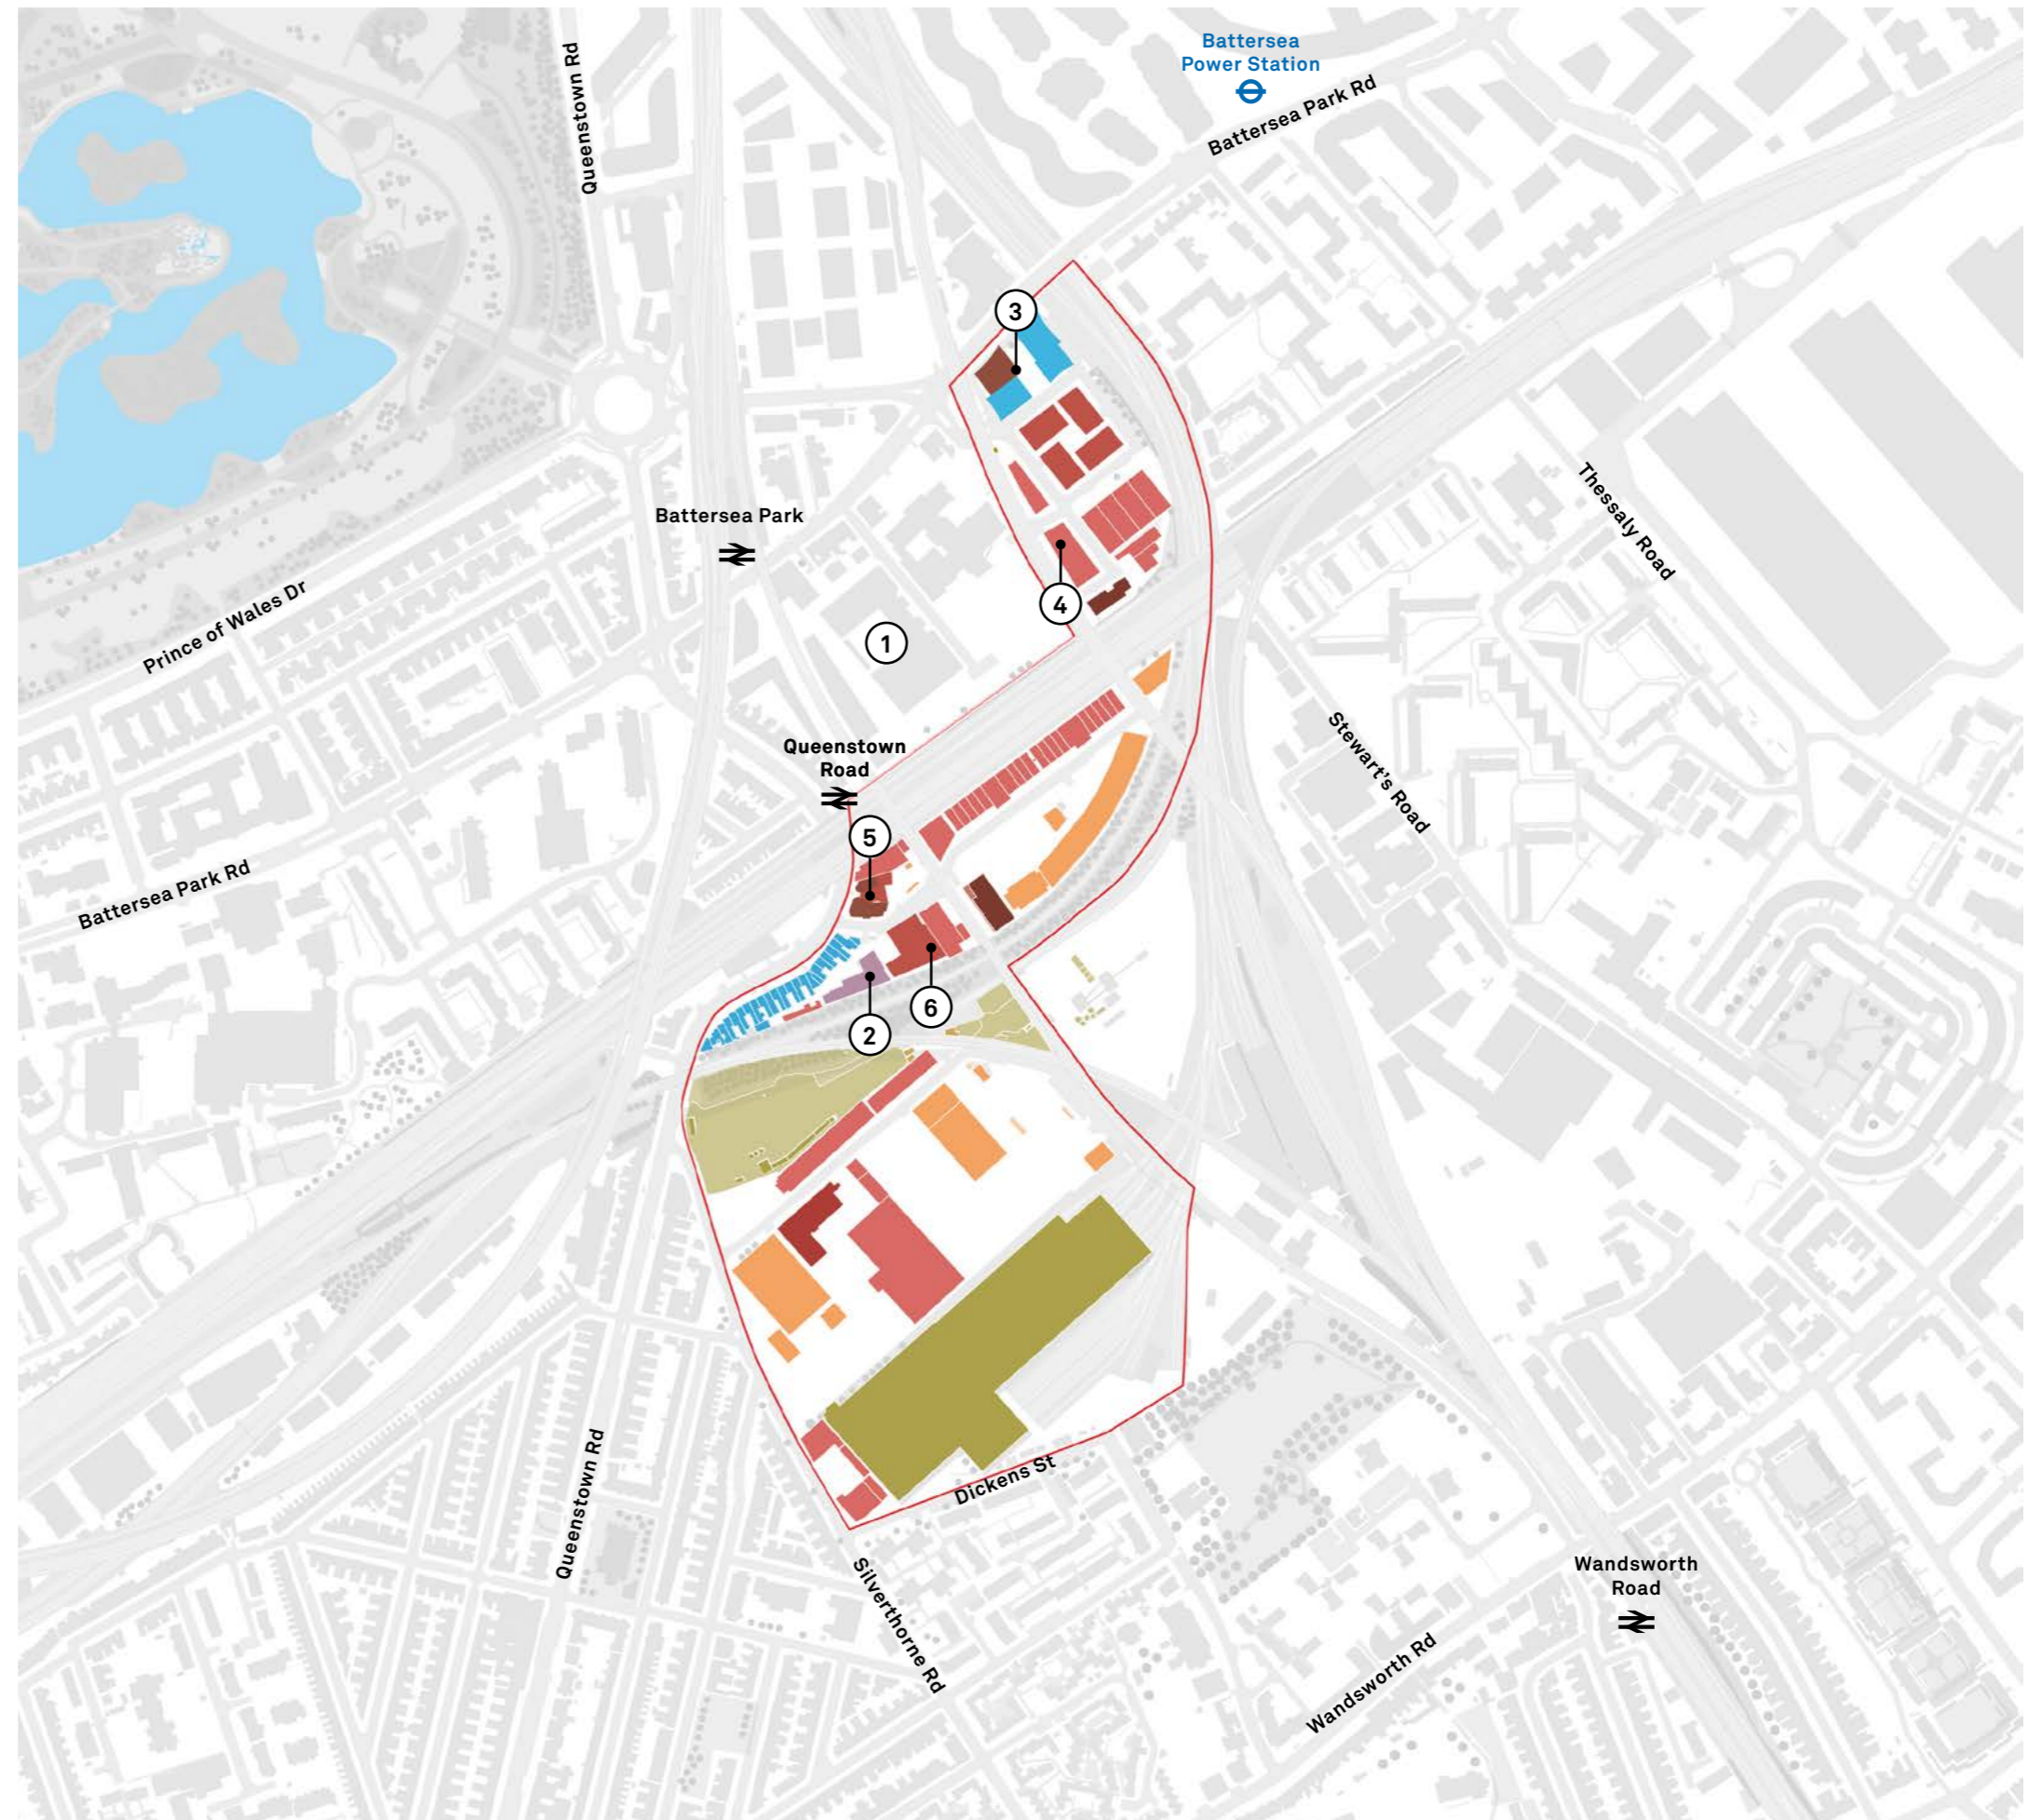 Battersea
Power Station
Queenstown Rd
Battersea Park Rd
3
Battersea Park
Thessaly Road
Prince of Wales Dr
4
1
Queenstown
Road
Stewart's Road
5
Battersea Park Rd
6
2
Queenstown Rd
Dickens St
Silverthorne Rd
Wandsworth
Road
Wandsworth Rd